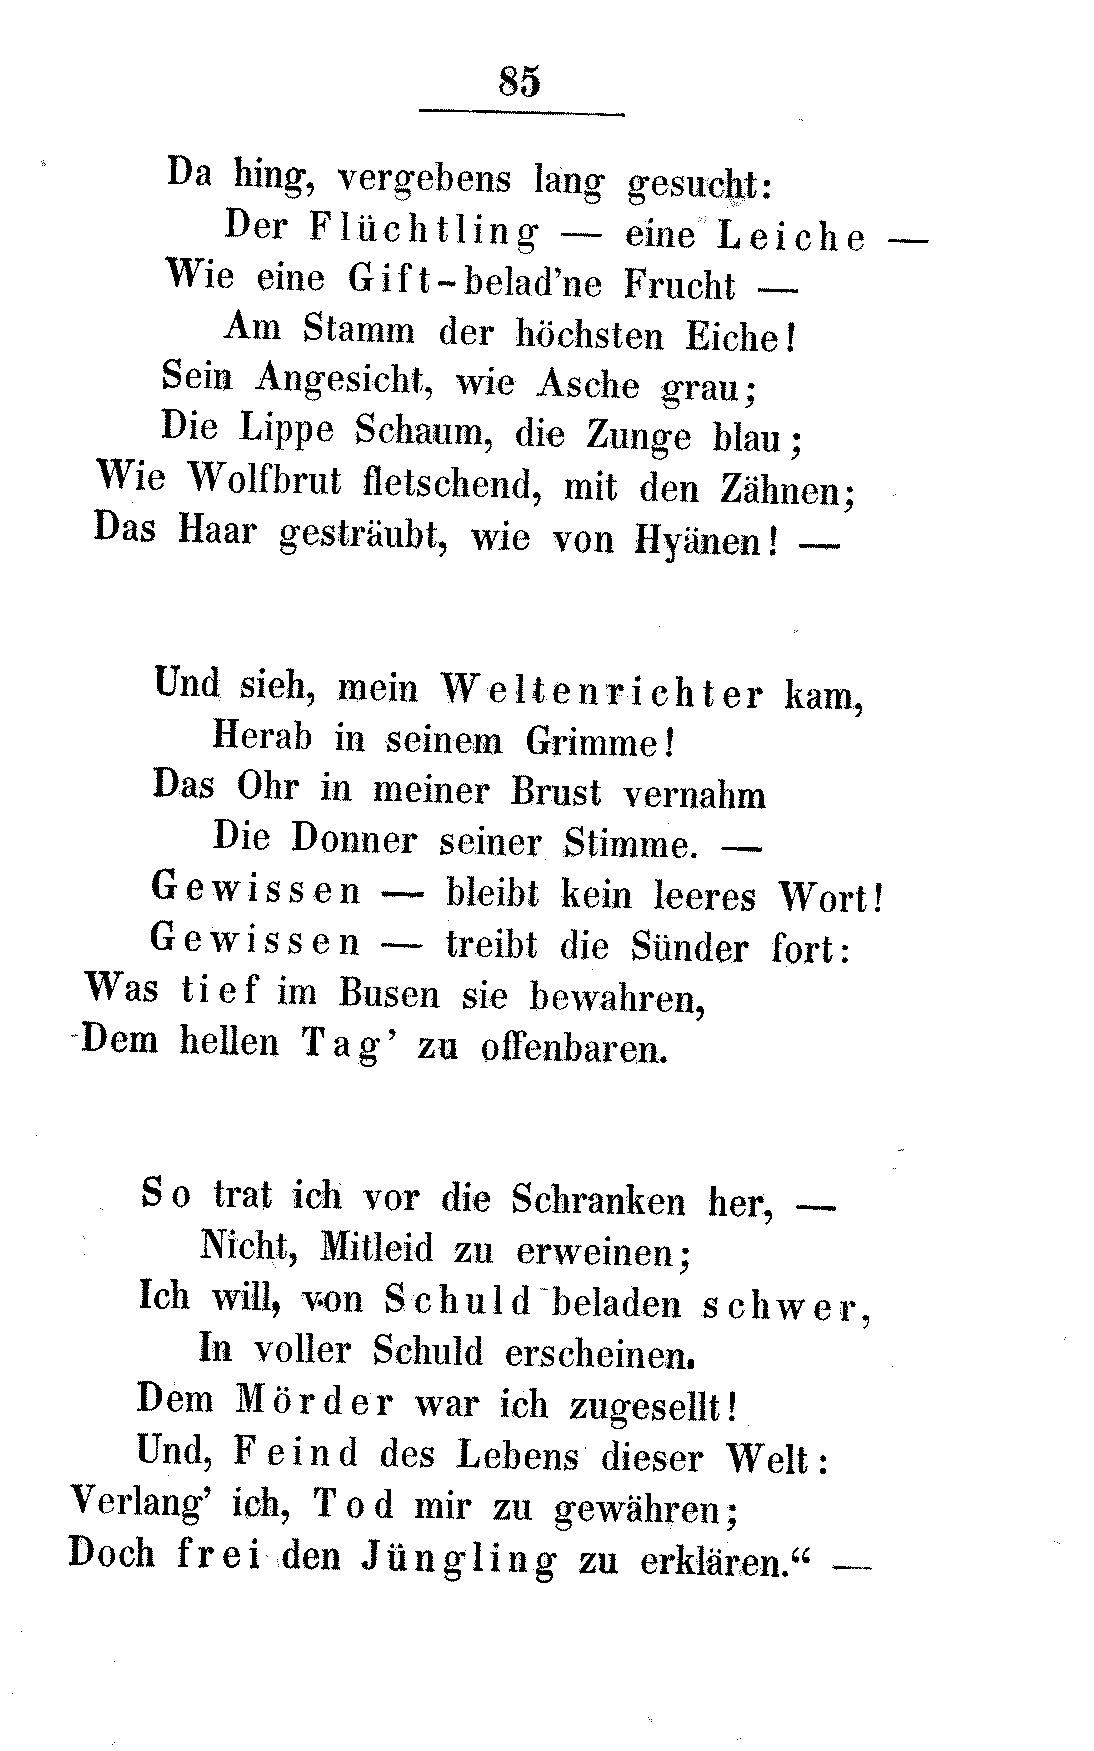 85
Da hing, vergebens lang gesucht:
Der Flüchtling — eine Leiche —
Wie eine Gift-belad'ne Frucht —
Am Stamm der höchsten Eiche!
Sein Angesicht, wie Asche grau;
Die Lippe Schaum, die Zunge blau;
Wie Wolfbrut fletschend, mit den Zähnen;
Das Haar gesträubt, wie von Hyänen! —
Und sieh, mein Weltenrichter kam,
Herab in seinem Grimme!
Das Ohr in meiner Brust vernahm
Die Donner seiner Stimme. —
Gewissen — bleibt kein leeres Wort!
Gewissen — treibt die Sünder fort:
Was tief im Busen sie bewahren,
Dem hellen Tag' zu offenbaren.
So trat ich vor die Schranken her, —
Nicht, Mitleid zu erweinen;
Ich will, von Schuld beladen schwer,
In voller Schuld erscheinen.
Dem Mörder war ich zugesellt!
Und, Feind des Lebens dieser Welt:
Verlang' ich, Tod mir zu gewähren;
Doch frei den Jüngling zu erklären.“ —